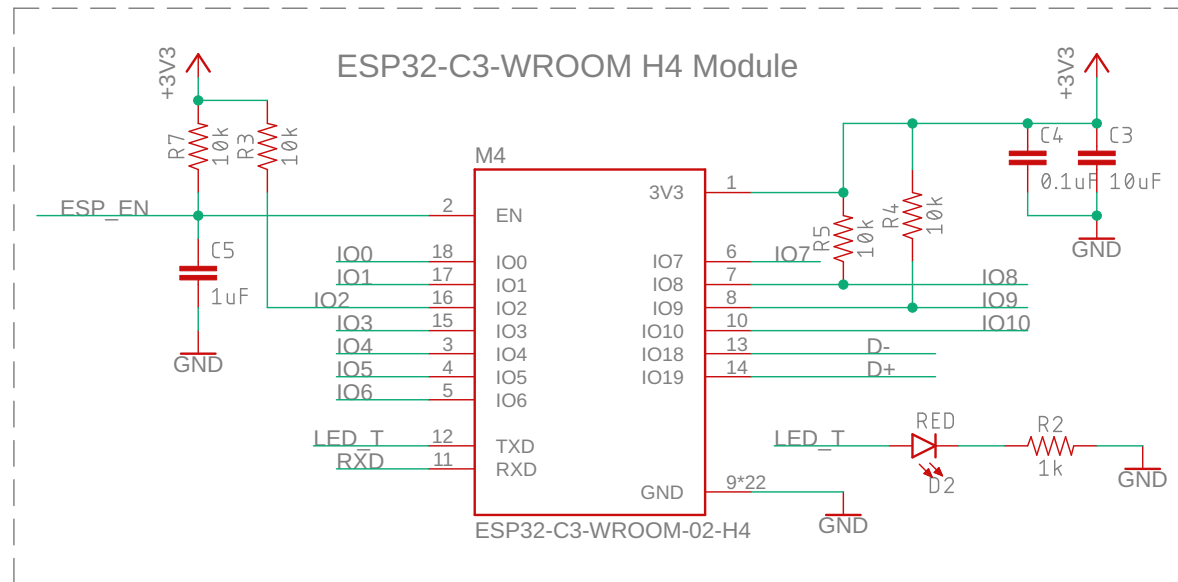 ESP32-C3-WROOM H4 Module
+3V3
+3V3
R7
10k
R3
10k
C4
0.1uF
C3
10uF
GND
M4
ESP_EN
2
EN
3V3
1
R5
10k
R4
10k
C5
1uF
GND
IO0
18
IO0
IO7
6
IO7
IO1
17
IO1
IO8
7
IO8
IO2
16
IO2
IO9
8
IO9
IO3
15
IO3
IO10
10
IO10
IO4
3
IO4
IO18
13
D-
IO5
4
IO5
IO19
14
D+
IO6
5
IO6
LED_T
12
TXD
RXD
11
RXD
LED_T
RED
D2
R2
1k
GND
GND
9*22
GND
ESP32-C3-WROOM-02-H4